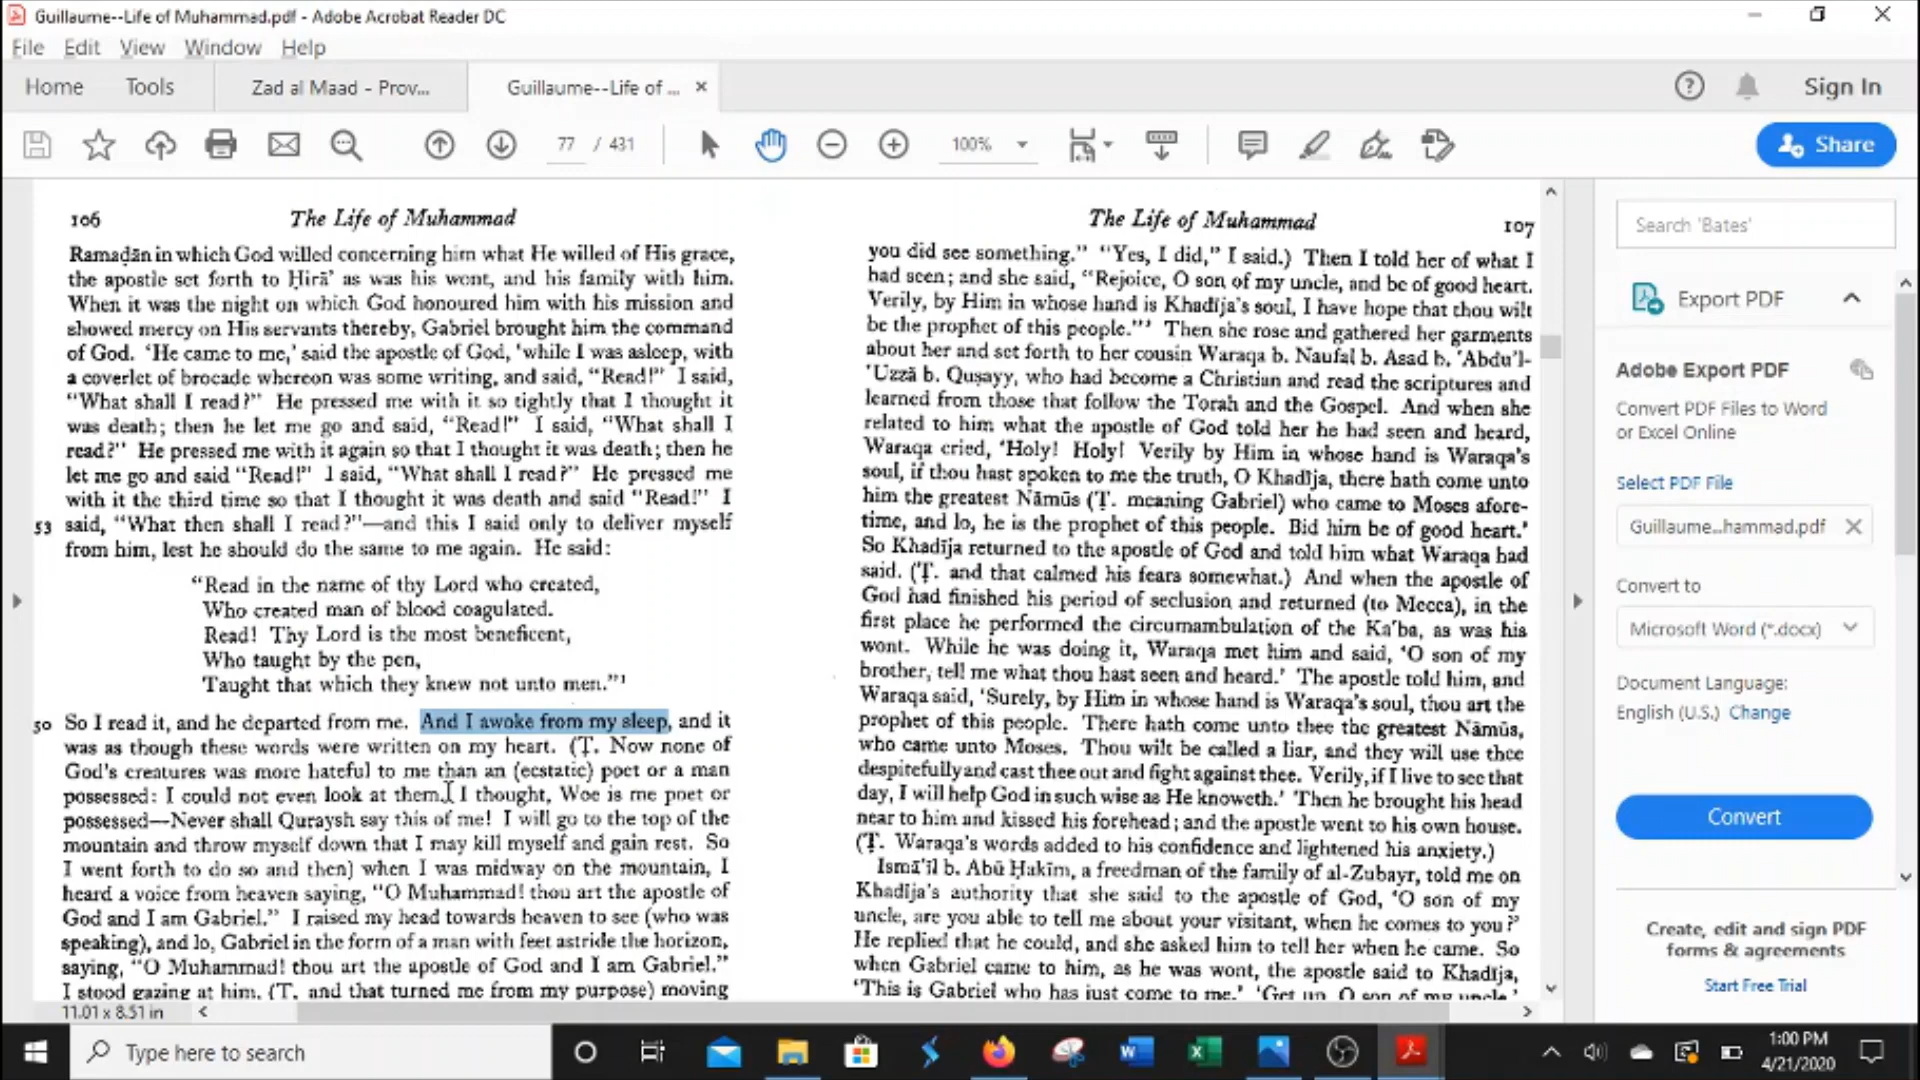 Guillaume--Life of Muhammad.pdf - Adobe Acrobat Reader DC
File Edit View Window Help
Home Tools Zad al Maad - Prov... Guillaume--Life of ... × Sign In
77 / 431 100% Share
106 The Life of Muhammad
Ramaḍān in which God willed concerning him what He willed of His grace,
the apostle set forth to Ḥirā’ as was his wont, and his family with him.
When it was the night on which God honoured him with his mission and
showed mercy on His servants thereby, Gabriel brought him the command
of God. ‘He came to me,’ said the apostle of God, ‘while I was asleep, with
a coverlet of brocade whereon was some writing, and said, “Read!” I said,
“What shall I read?” He pressed me with it so tightly that I thought it
was death; then he let me go and said, “Read!” I said, “What shall I
read?” He pressed me with it again so that I thought it was death; then he
let me go and said “Read!” I said, “What shall I read?” He pressed me
with it the third time so that I thought it was death and said “Read!” I
53 said, “What then shall I read?”—and this I said only to deliver myself
from him, lest he should do the same to me again. He said:
“Read in the name of thy Lord who created,
Who created man of blood coagulated.
Read! Thy Lord is the most beneficent,
Who taught by the pen,
Taught that which they knew not unto men.”¹
50 So I read it, and he departed from me. And I awoke from my sleep, and it
was as though these words were written on my heart. (Ṭ. Now none of
God’s creatures was more hateful to me than an (ecstatic) poet or a man
possessed: I could not even look at them. I thought, Woe is me poet or
possessed—Never shall Quraysh say this of me! I will go to the top of the
mountain and throw myself down that I may kill myself and gain rest. So
I went forth to do so and then) when I was midway on the mountain, I
heard a voice from heaven saying, “O Muhammad! thou art the apostle of
God and I am Gabriel.” I raised my head towards heaven to see (who was
speaking), and lo, Gabriel in the form of a man with feet astride the horizon,
saying, “O Muhammad! thou art the apostle of God and I am Gabriel.”
I stood gazing at him, (Ṭ. and that turned me from my purpose) moving
The Life of Muhammad 107
you did see something.” “Yes, I did,” I said.) Then I told her of what I
had seen; and she said, “Rejoice, O son of my uncle, and be of good heart.
Verily, by Him in whose hand is Khadīja’s soul, I have hope that thou wilt
be the prophet of this people.”’ Then she rose and gathered her garments
about her and set forth to her cousin Waraqa b. Naufal b. Asad b. ‘Abdu’l-
‘Uzzā b. Quṣayy, who had become a Christian and read the scriptures and
learned from those that follow the Torah and the Gospel. And when she
related to him what the apostle of God told her he had seen and heard,
Waraqa cried, ‘Holy! Holy! Verily by Him in whose hand is Waraqa’s
soul, if thou hast spoken to me the truth, O Khadīja, there hath come unto
him the greatest Nāmūs (Ṭ. meaning Gabriel) who came to Moses afore-
time, and lo, he is the prophet of this people. Bid him be of good heart.’
So Khadīja returned to the apostle of God and told him what Waraqa had
said. (Ṭ. and that calmed his fears somewhat.) And when the apostle of
God had finished his period of seclusion and returned (to Mecca), in the
first place he performed the circumambulation of the Ka‘ba, as was his
wont. While he was doing it, Waraqa met him and said, ‘O son of my
brother, tell me what thou hast seen and heard.’ The apostle told him, and
Waraqa said, ‘Surely, by Him in whose hand is Waraqa’s soul, thou art the
prophet of this people. There hath come unto thee the greatest Nāmūs,
who came unto Moses. Thou wilt be called a liar, and they will use thee
despitefully and cast thee out and fight against thee. Verily, if I live to see that
day, I will help God in such wise as He knoweth.’ Then he brought his head
near to him and kissed his forehead; and the apostle went to his own house.
(Ṭ. Waraqa’s words added to his confidence and lightened his anxiety.)
Ismā‘īl b. Abū Ḥakīm, a freedman of the family of al-Zubayr, told me on
Khadīja’s authority that she said to the apostle of God, ‘O son of my
uncle, are you able to tell me about your visitant, when he comes to you?’
He replied that he could, and she asked him to tell her when he came. So
when Gabriel came to him, as he was wont, the apostle said to Khadīja,
‘This is Gabriel who has just come to me.’ ‘Get up, O son of my uncle,’
11.01 x 8.51 in
Search 'Bates'
Export PDF
Adobe Export PDF
Convert PDF Files to Word
or Excel Online
Select PDF File
Guillaume...hammad.pdf
Convert to
Microsoft Word (*.docx)
Document Language:
English (U.S.) Change
Convert
Create, edit and sign PDF
forms & agreements
Start Free Trial
Type here to search
1:00 PM
4/21/2020